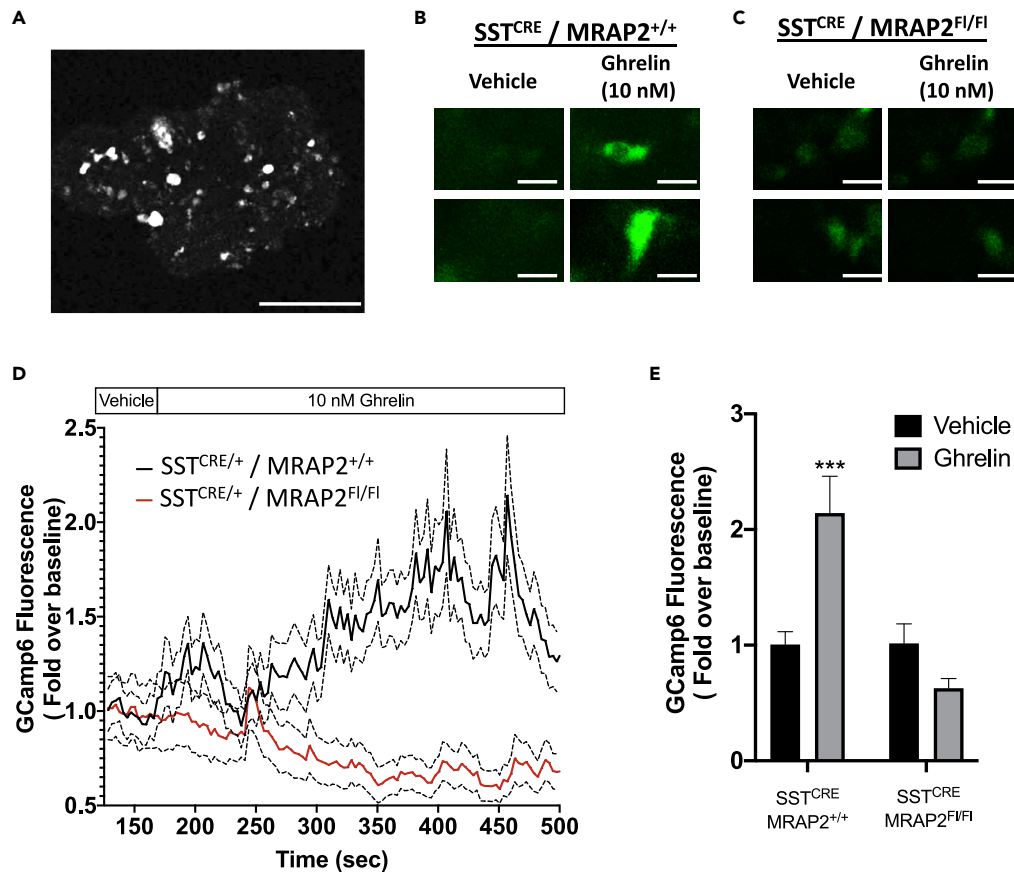 A
B
SST^CRE / MRAP2^+/+
Vehicle
Ghrelin
(10 nM)
C
SST^CRE / MRAP2^Fl/Fl
Vehicle
Ghrelin
(10 nM)
D
Vehicle
10 nM Ghrelin
GCamp6 Fluorescence
( Fold over baseline)
2.5
2.0
1.5
1.0
0.5
SST^CRE/+ / MRAP2^+/+
SST^CRE/+ / MRAP2^Fl/Fl
150 200 250 300 350 400 450 500
Time (sec)
E
GCamp6 Fluorescence
( Fold over baseline)
3
2
1
0
Vehicle
Ghrelin
***
SST^CRE
MRAP2^+/+
SST^CRE
MRAP2^Fl/Fl